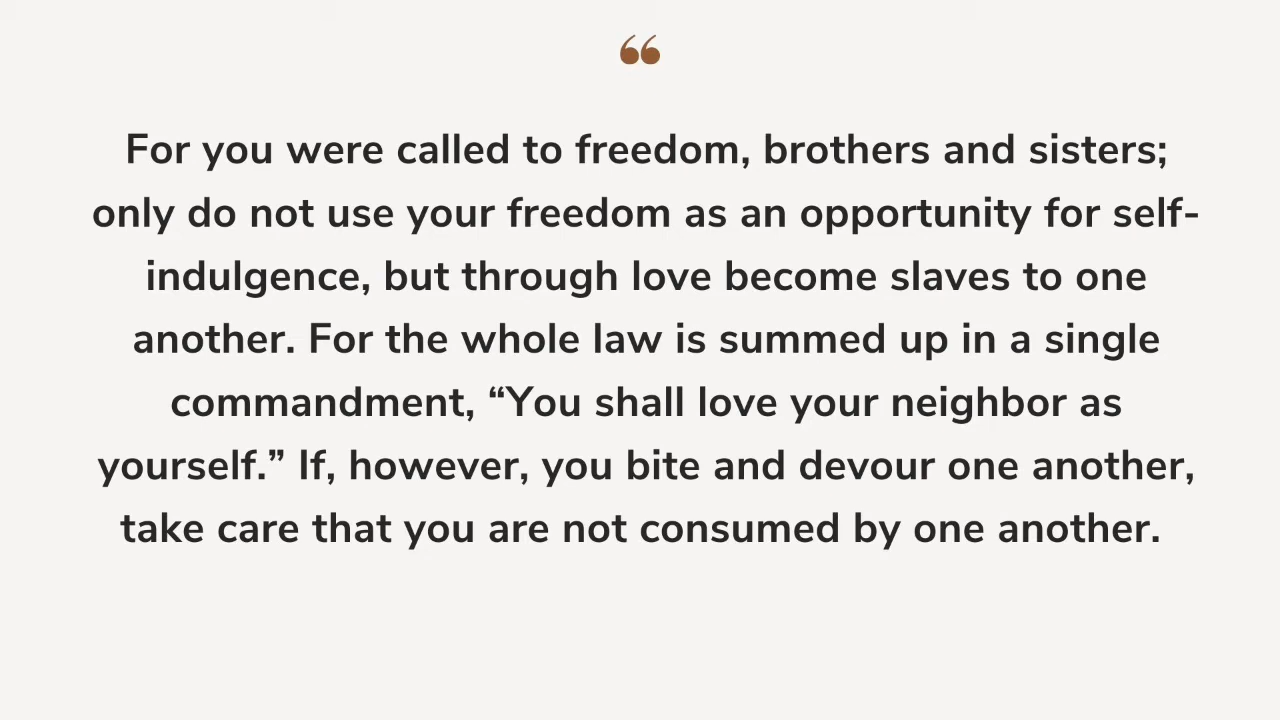 “
For you were called to freedom, brothers and sisters;
only do not use your freedom as an opportunity for self-
indulgence, but through love become slaves to one
another. For the whole law is summed up in a single
commandment, “You shall love your neighbor as
yourself.” If, however, you bite and devour one another,
take care that you are not consumed by one another.